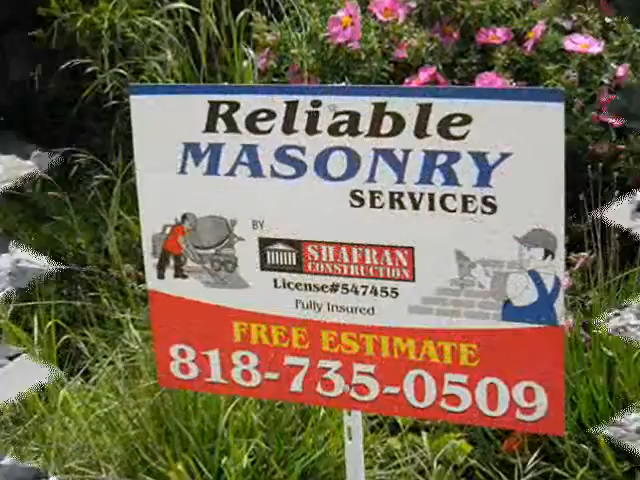 Reliable
MASONRY
SERVICES
BY
SHAFRAN
CONSTRUCTION
License#547455
Fully Insured
FREE ESTIMATE
818-735-0509